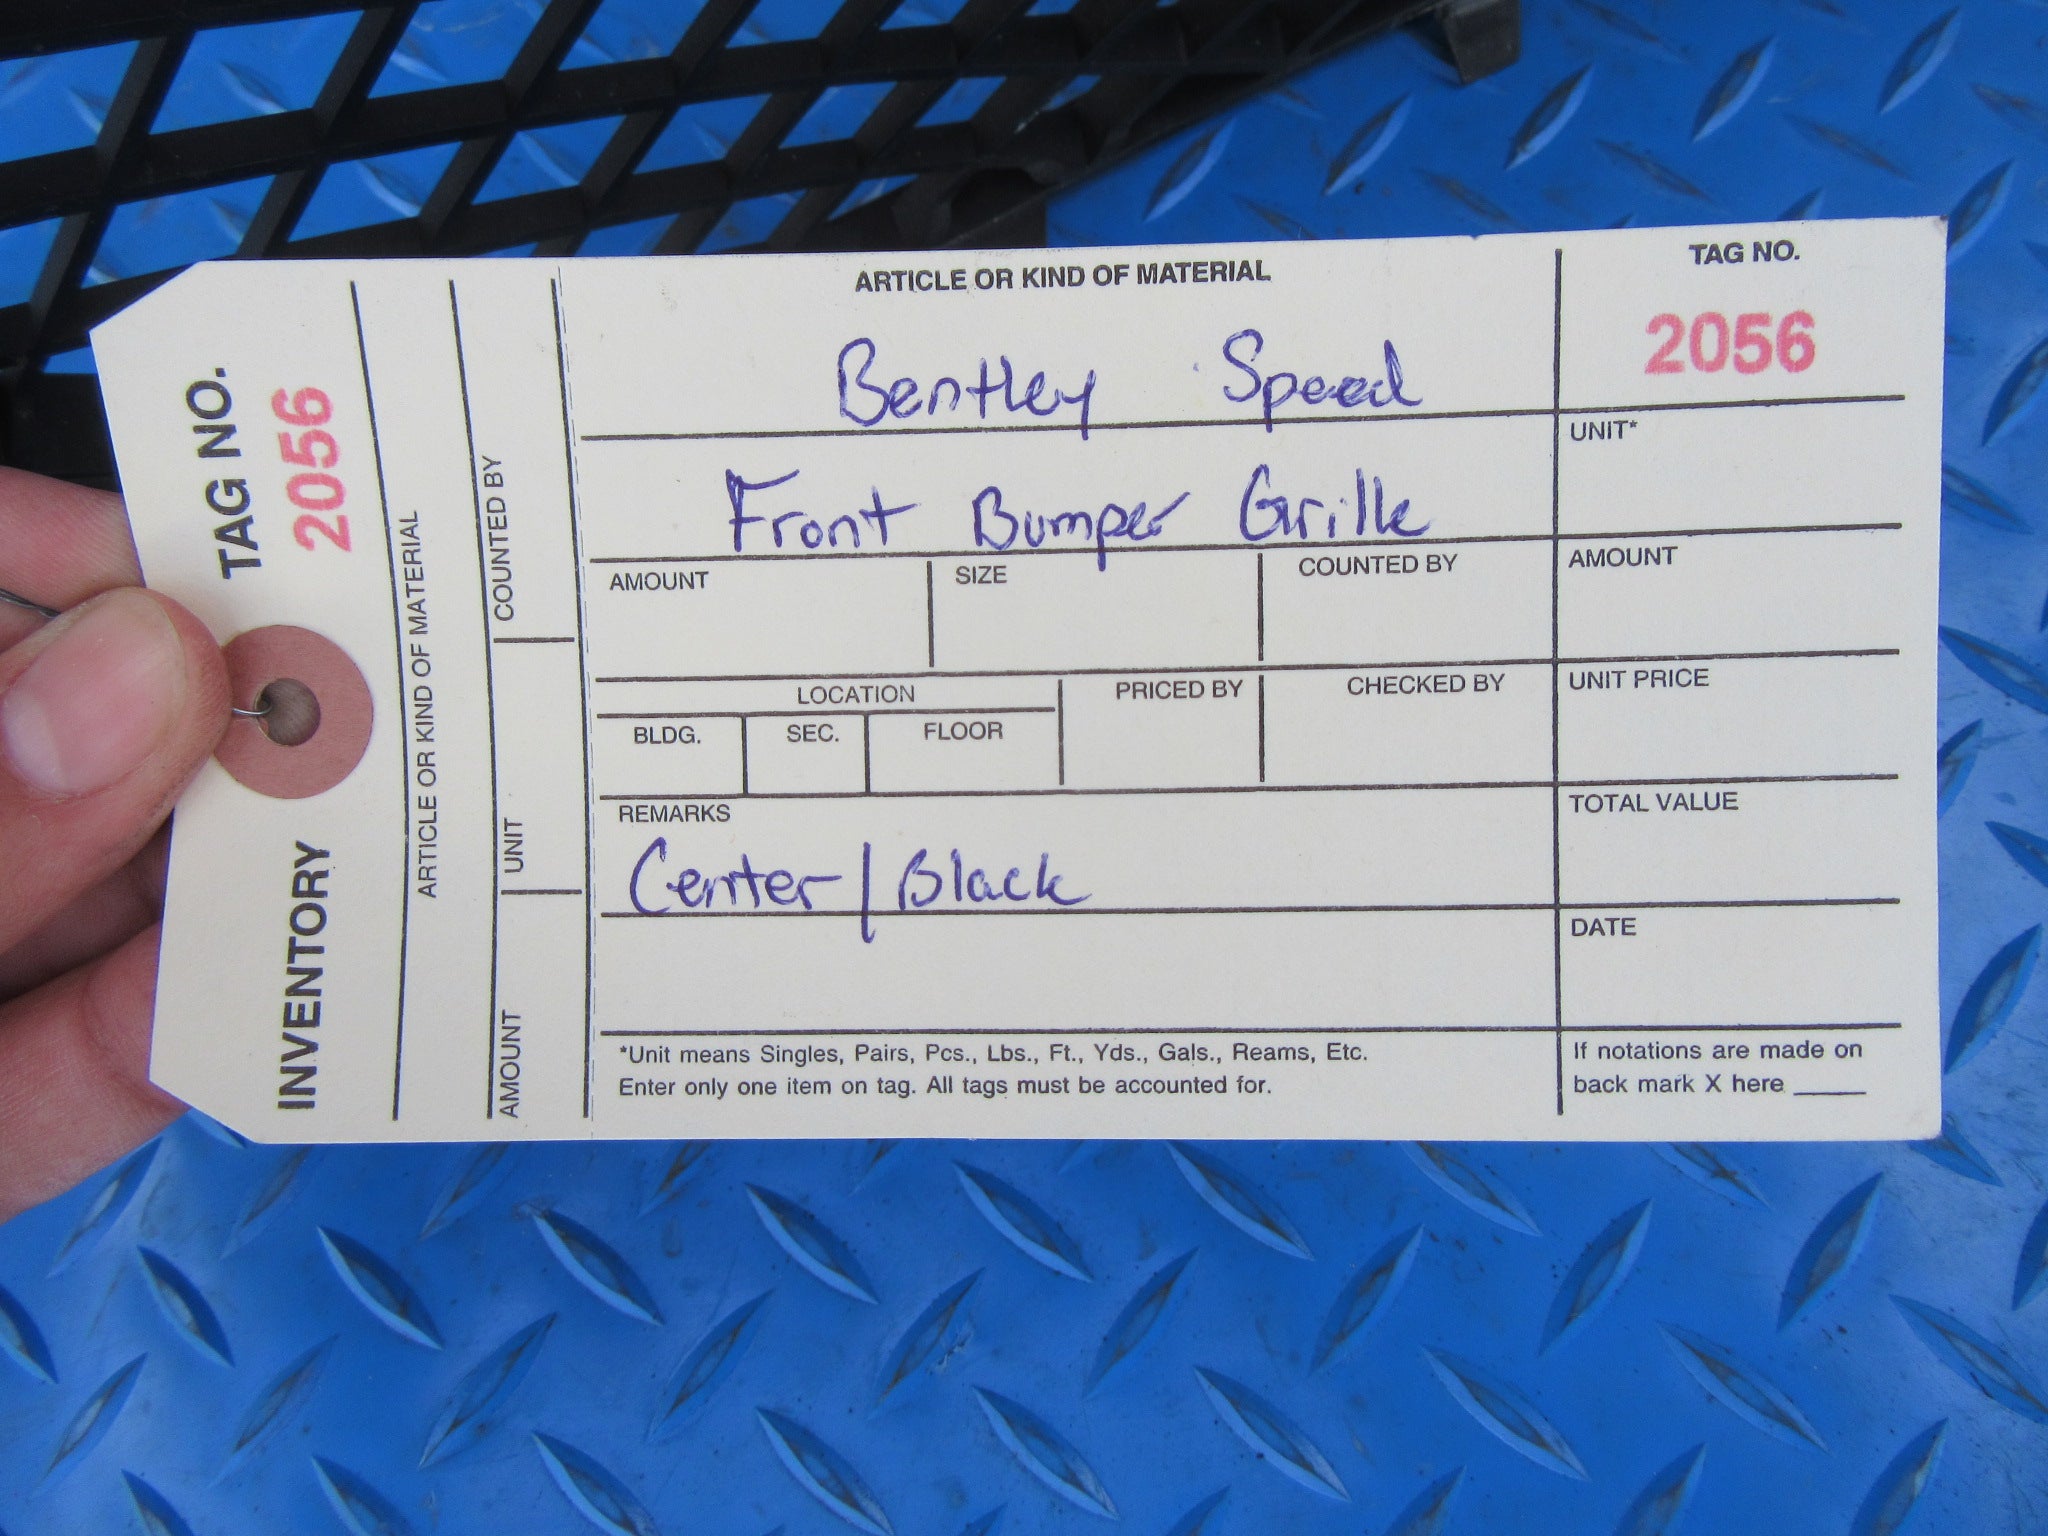 TAG NO.
2056
INVENTORY
ARTICLE OR KIND OF MATERIAL
COUNTED BY
UNIT
AMOUNT
ARTICLE OR KIND OF MATERIAL
Bentley Speed
Front Bumper Grille
AMOUNT
SIZE
COUNTED BY
LOCATION
BLDG.
SEC.
FLOOR
PRICED BY
CHECKED BY
REMARKS
Center/Black
*Unit means Singles, Pairs, Pcs., Lbs., Ft., Yds., Gals., Reams, Etc.
Enter only one item on tag. All tags must be accounted for.
TAG NO.
2056
UNIT*
AMOUNT
UNIT PRICE
TOTAL VALUE
DATE
If notations are made on
back mark X here